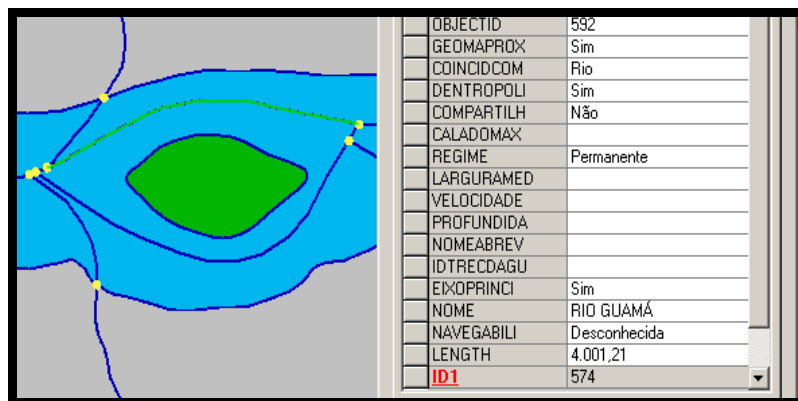 OBJECTID 592
GEOMAPROX Sim
COINCIDCOM Rio
DENTROPOLI Sim
COMPARTILH Não
CALADOMAX
REGIME Permanente
LARGURAMED
VELOCIDADE
PROFUNDIDA
NOMEABREV
IDTRECDAGU
EIXOPRINCI Sim
NOME RIO GUAMÁ
NAVEGABILI Desconhecida
LENGTH 4.001,21
ID1 574